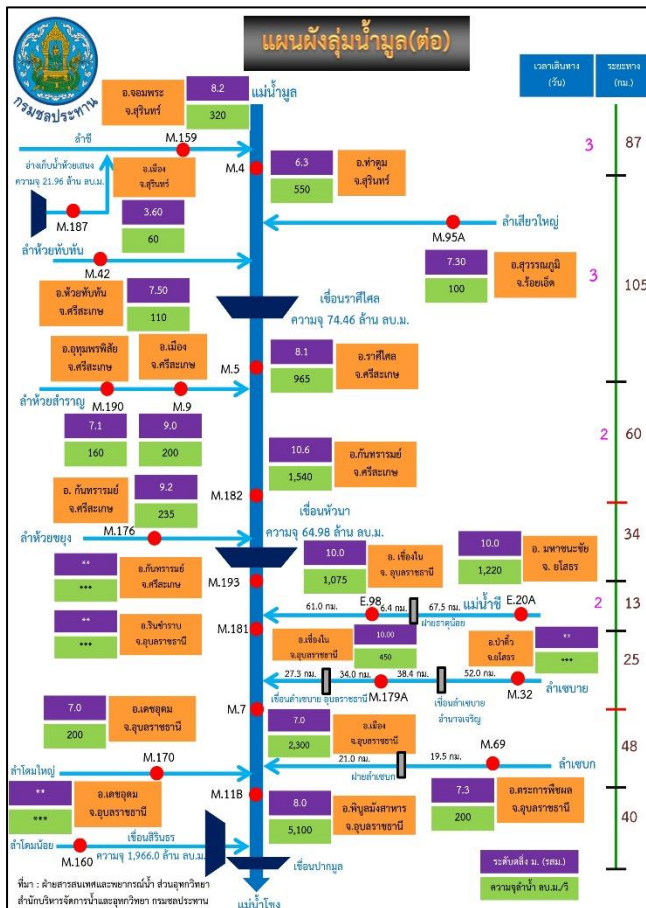 แผนผังลุ่มน้ำมูล(ต่อ)
กรมชลประทาน
เวลาเดินทาง
(วัน)
ระยะทาง
(กม.)
อ.จอมพระ
จ.สุรินทร์
8.2
320
แม่น้ำมูล
ลำชี
M.159
อ่างเก็บน้ำห้วยเสนง
ความจุ 21.96 ล้าน ลบ.ม.
M.187
อ.เมือง
จ.สุรินทร์
3.60
60
M.4
6.3
550
อ.ท่าตูม
จ.สุรินทร์
3
87
ลำเสียวใหญ่
M.95A
7.30
100
อ.สุวรรณภูมิ
จ.ร้อยเอ็ด
3
105
ลำห้วยทับทัน
M.42
อ.ห้วยทับทัน
จ.ศรีสะเกษ
7.50
110
เขื่อนราศีไศล
ความจุ 74.46 ล้าน ลบ.ม.
อ.อุทุมพรพิสัย
จ.ศรีสะเกษ
อ.เมือง
จ.ศรีสะเกษ
M.5
8.1
965
อ.ราศีไศล
จ.ศรีสะเกษ
ลำห้วยสำราญ
M.190
M.9
7.1
160
9.0
200
2
60
10.6
1,540
อ.กันทรารมย์
จ.ศรีสะเกษ
M.182
อ. กันทรารมย์
จ.ศรีสะเกษ
9.2
235
ลำห้วยขยุง
M.176
เขื่อนหัวนา
ความจุ 64.98 ล้าน ลบ.ม.
34
**
***
อ.กันทรารมย์
จ.ศรีสะเกษ
M.193
10.0
1,075
อ. เขื่องใน
จ. อุบลราชธานี
10.0
1,220
อ. มหาชนะชัย
จ. ยโสธร
61.0 กม.
E.98
6.4 กม.
67.5 กม.
แม่น้ำชี
E.20A
ฝายธาตุน้อย
2
13
**
***
อ.วารินชำราบ
จ.อุบลราชธานี
M.181
อ.เขื่องใน
จ.อุบลราชธานี
10.00
450
อ.ป่าติ้ว
จ.ยโสธร
**
***
25
27.3 กม.
34.0 กม.
38.4 กม.
52.0 กม.
เขื่อนลำเซบาย อุบลราชธานี
M.179A
เขื่อนลำเซบาย
อำนาจเจริญ
M.32
ลำเซบาย
M.7
7.0
200
อ.เดชอุดม
จ.อุบลราชธานี
7.0
2,300
อ.เมือง
จ.อุบลราชธานี
48
ลำโดมใหญ่
M.170
21.0 กม.
19.5 กม.
ฝายลำเซบก
M.69
ลำเซบก
**
***
อ.เดชอุดม
จ.อุบลราชธานี
M.11B
8.0
5,100
อ.พิบูลมังสาหาร
จ.อุบลราชธานี
7.3
200
อ.ตระการพืชผล
จ.อุบลราชธานี
40
ลำโดมน้อย
M.160
เขื่อนสิรินธร
ความจุ 1,966.0 ล้าน ลบ.ม.
เขื่อนปากมูล
แม่น้ำโขง
ระดับตลิ่ง ม. (รสม.)
ความจุลำน้ำ ลบ.ม./วิ
ที่มา : ฝ่ายสารสนเทศและพยากรณ์น้ำ ส่วนอุทกวิทยา
สำนักบริหารจัดการน้ำและอุทกวิทยา กรมชลประทาน